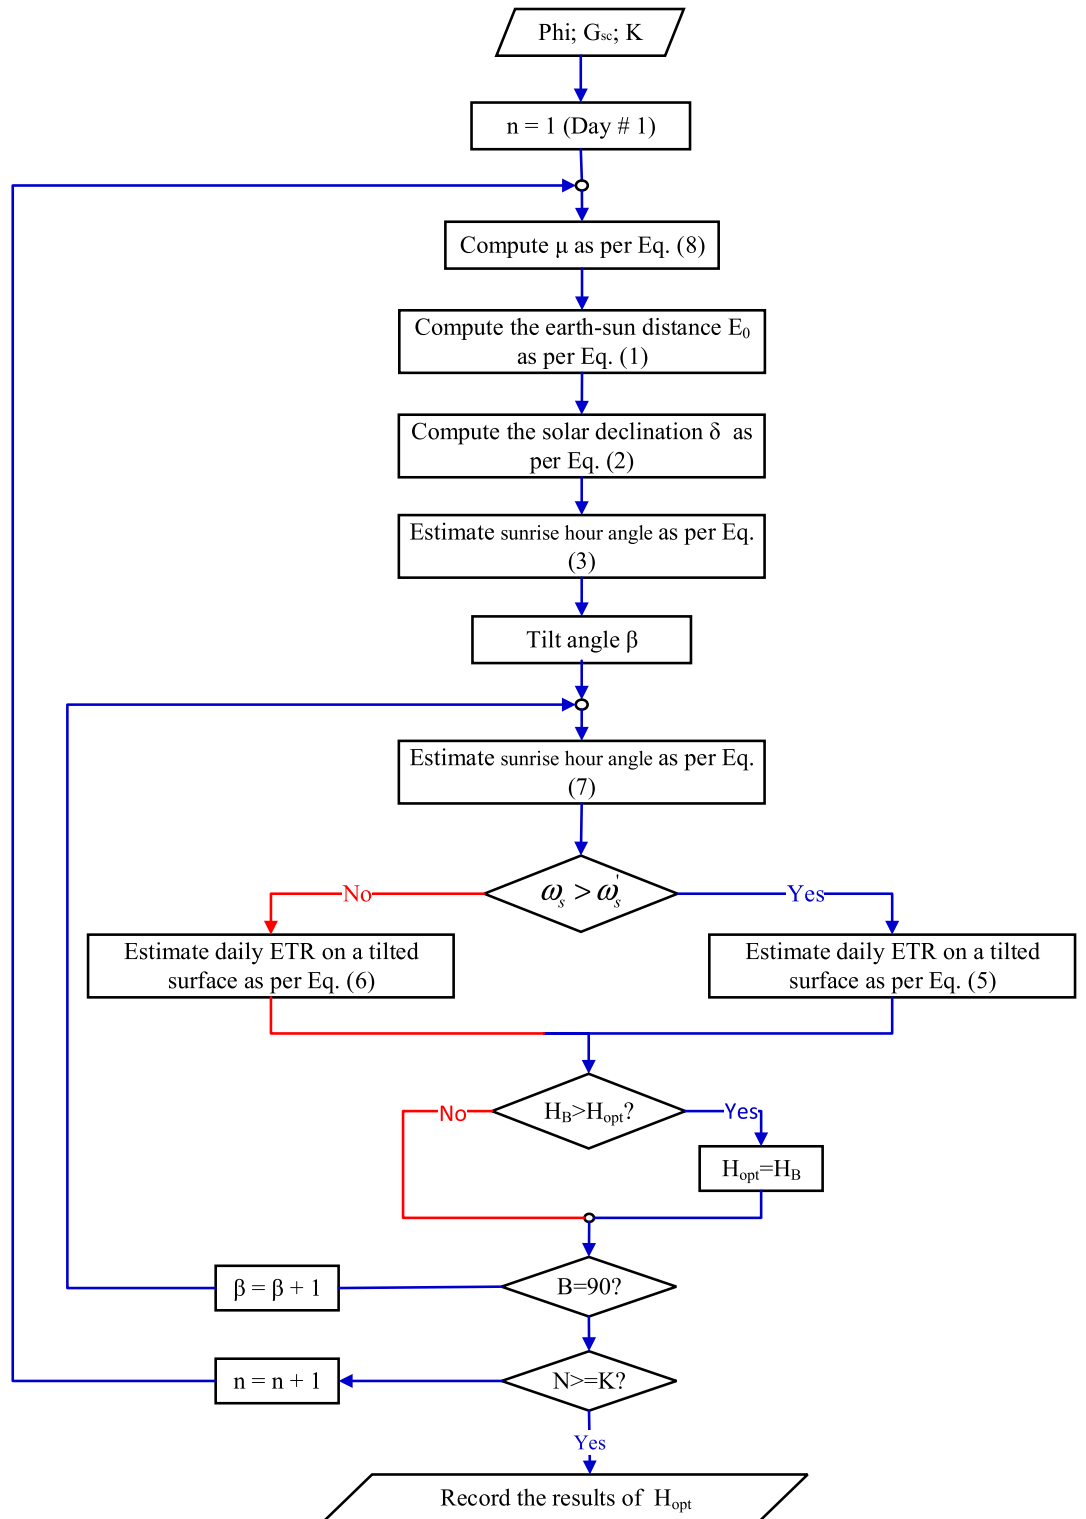 Phi; Gsc; K
n = 1 (Day # 1)
Compute μ as per Eq. (8)
Compute the earth-sun distance E0
as per Eq. (1)
Compute the solar declination δ as
per Eq. (2)
Estimate sunrise hour angle as per Eq.
(3)
Tilt angle β
Estimate sunrise hour angle as per Eq.
(7)
ωs > ωs'
No
Yes
Estimate daily ETR on a tilted
surface as per Eq. (6)
Estimate daily ETR on a tilted
surface as per Eq. (5)
HB>Hopt?
No
Yes
Hopt=HB
B=90?
β = β + 1
N>=K?
n = n + 1
Yes
Record the results of Hopt